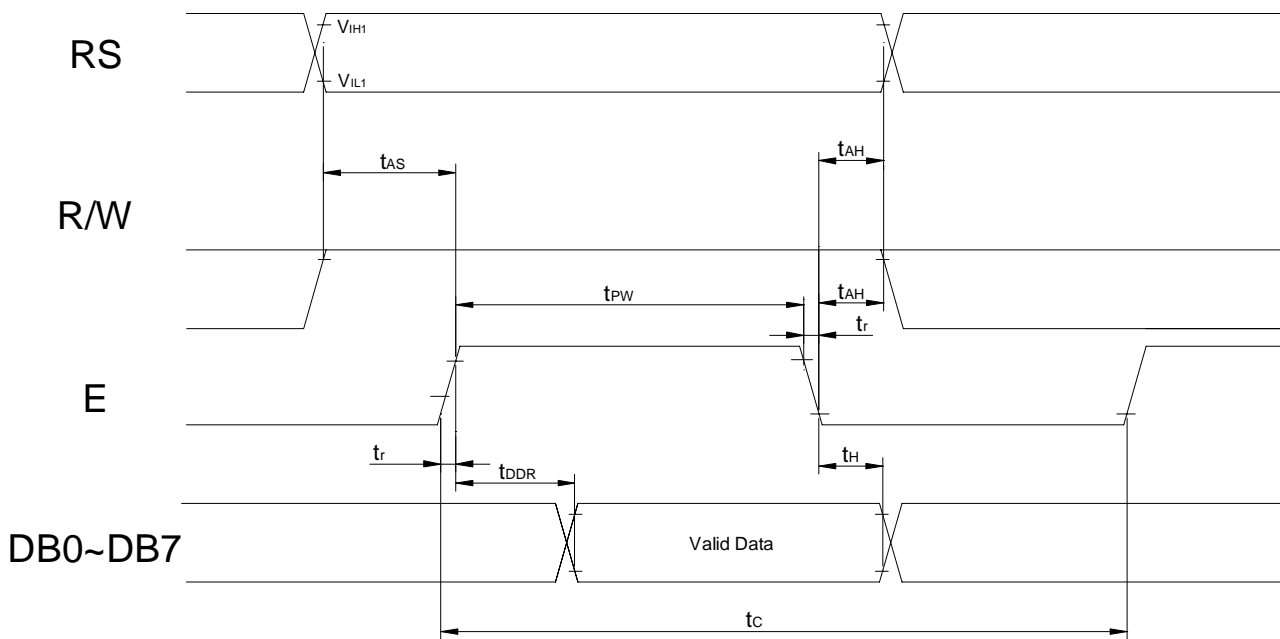 RS
VIH1
VIL1
tAS
tAH
R/W
tPW
tAH
tr
E
tr
tDDR
tH
DB0~DB7
Valid Data
tC